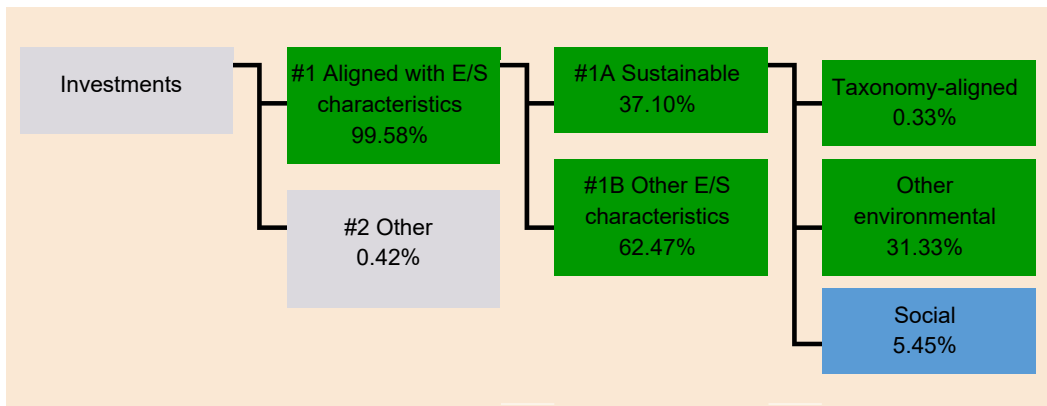 Investments
#1 Aligned with E/S
characteristics
99.58%
#2 Other
0.42%
#1A Sustainable
37.10%
#1B Other E/S
characteristics
62.47%
Taxonomy-aligned
0.33%
Other
environmental
31.33%
Social
5.45%